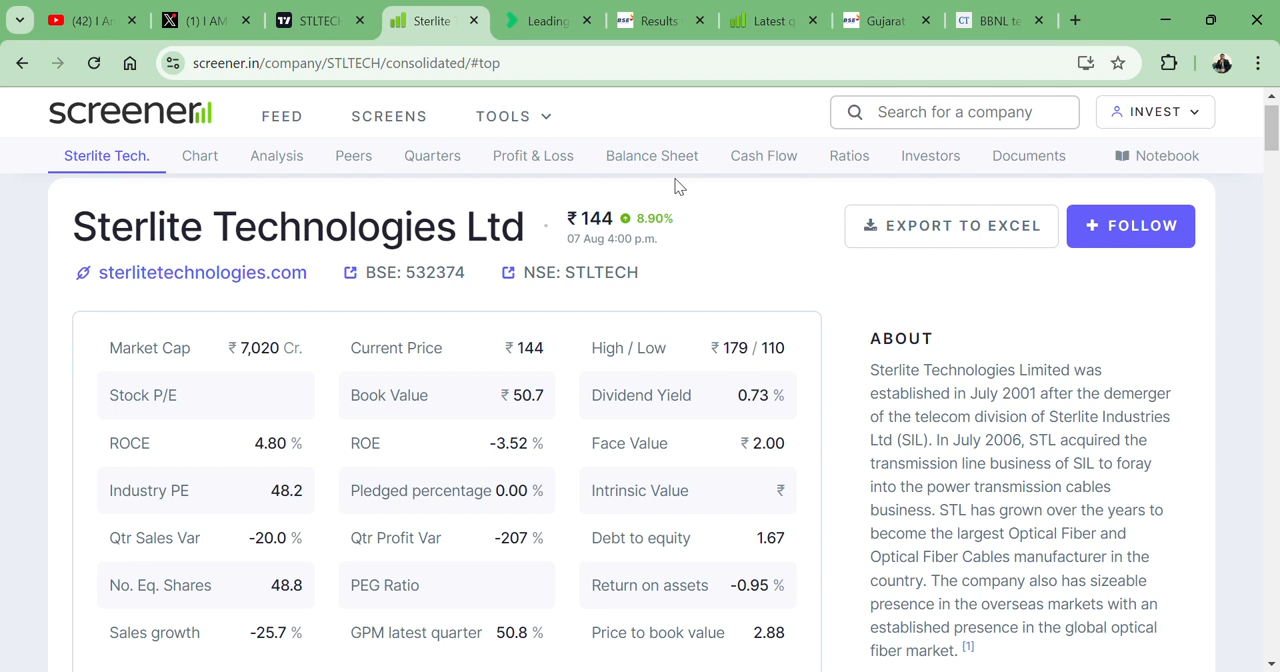 (42) I Ar
(1) I AM
STLTECH
Sterlite T
Leading
BSE Results
Latest q
BSE Gujarat
CT BBNL te
screener.in/company/STLTECH/consolidated/#top
screener
FEED
SCREENS
TOOLS
Search for a company
INVEST
Sterlite Tech.
Chart
Analysis
Peers
Quarters
Profit & Loss
Balance Sheet
Cash Flow
Ratios
Investors
Documents
Notebook
Sterlite Technologies Ltd
₹ 144 8.90%
07 Aug 4:00 p.m.
EXPORT TO EXCEL
+ FOLLOW
sterlitetechnologies.com
BSE: 532374
NSE: STLTECH
Market Cap ₹ 7,020 Cr.
Current Price ₹ 144
High / Low ₹ 179 / 110
Stock P/E
Book Value ₹ 50.7
Dividend Yield 0.73 %
ROCE 4.80 %
ROE -3.52 %
Face Value ₹ 2.00
Industry PE 48.2
Pledged percentage 0.00 %
Intrinsic Value ₹
Qtr Sales Var -20.0 %
Qtr Profit Var -207 %
Debt to equity 1.67
No. Eq. Shares 48.8
PEG Ratio
Return on assets -0.95 %
Sales growth -25.7 %
GPM latest quarter 50.8 %
Price to book value 2.88
ABOUT
Sterlite Technologies Limited was
established in July 2001 after the demerger
of the telecom division of Sterlite Industries
Ltd (SIL). In July 2006, STL acquired the
transmission line business of SIL to foray
into the power transmission cables
business. STL has grown over the years to
become the largest Optical Fiber and
Optical Fiber Cables manufacturer in the
country. The company also has sizeable
presence in the overseas markets with an
established presence in the global optical
fiber market. [1]